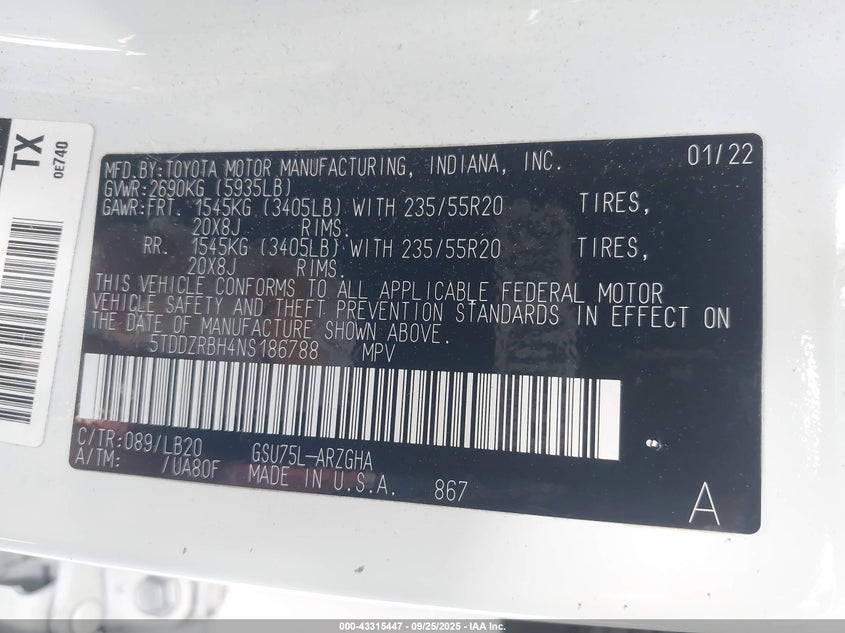 TX
0E740
MFD.BY:TOYOTA MOTOR MANUFACTURING, INDIANA, INC. 01/22
GVWR:2690KG (5935LB)
GAWR:FRT. 1545KG (3405LB) WITH 235/55R20 TIRES,
20X8J RIMS.
RR. 1545KG (3405LB) WITH 235/55R20 TIRES,
20X8J RIMS.
THIS VEHICLE CONFORMS TO ALL APPLICABLE FEDERAL MOTOR
VEHICLE SAFETY AND THEFT PREVENTION STANDARDS IN EFFECT ON
THE DATE OF MANUFACTURE SHOWN ABOVE.
5TDDZRBH4NS186788 MPV
C/TR:089/LB20 GSU75L-ARZGHA
A/TM: /UA80F MADE IN U.S.A. 867
A
000-43315447 - 09/25/2025 - IAA Inc.